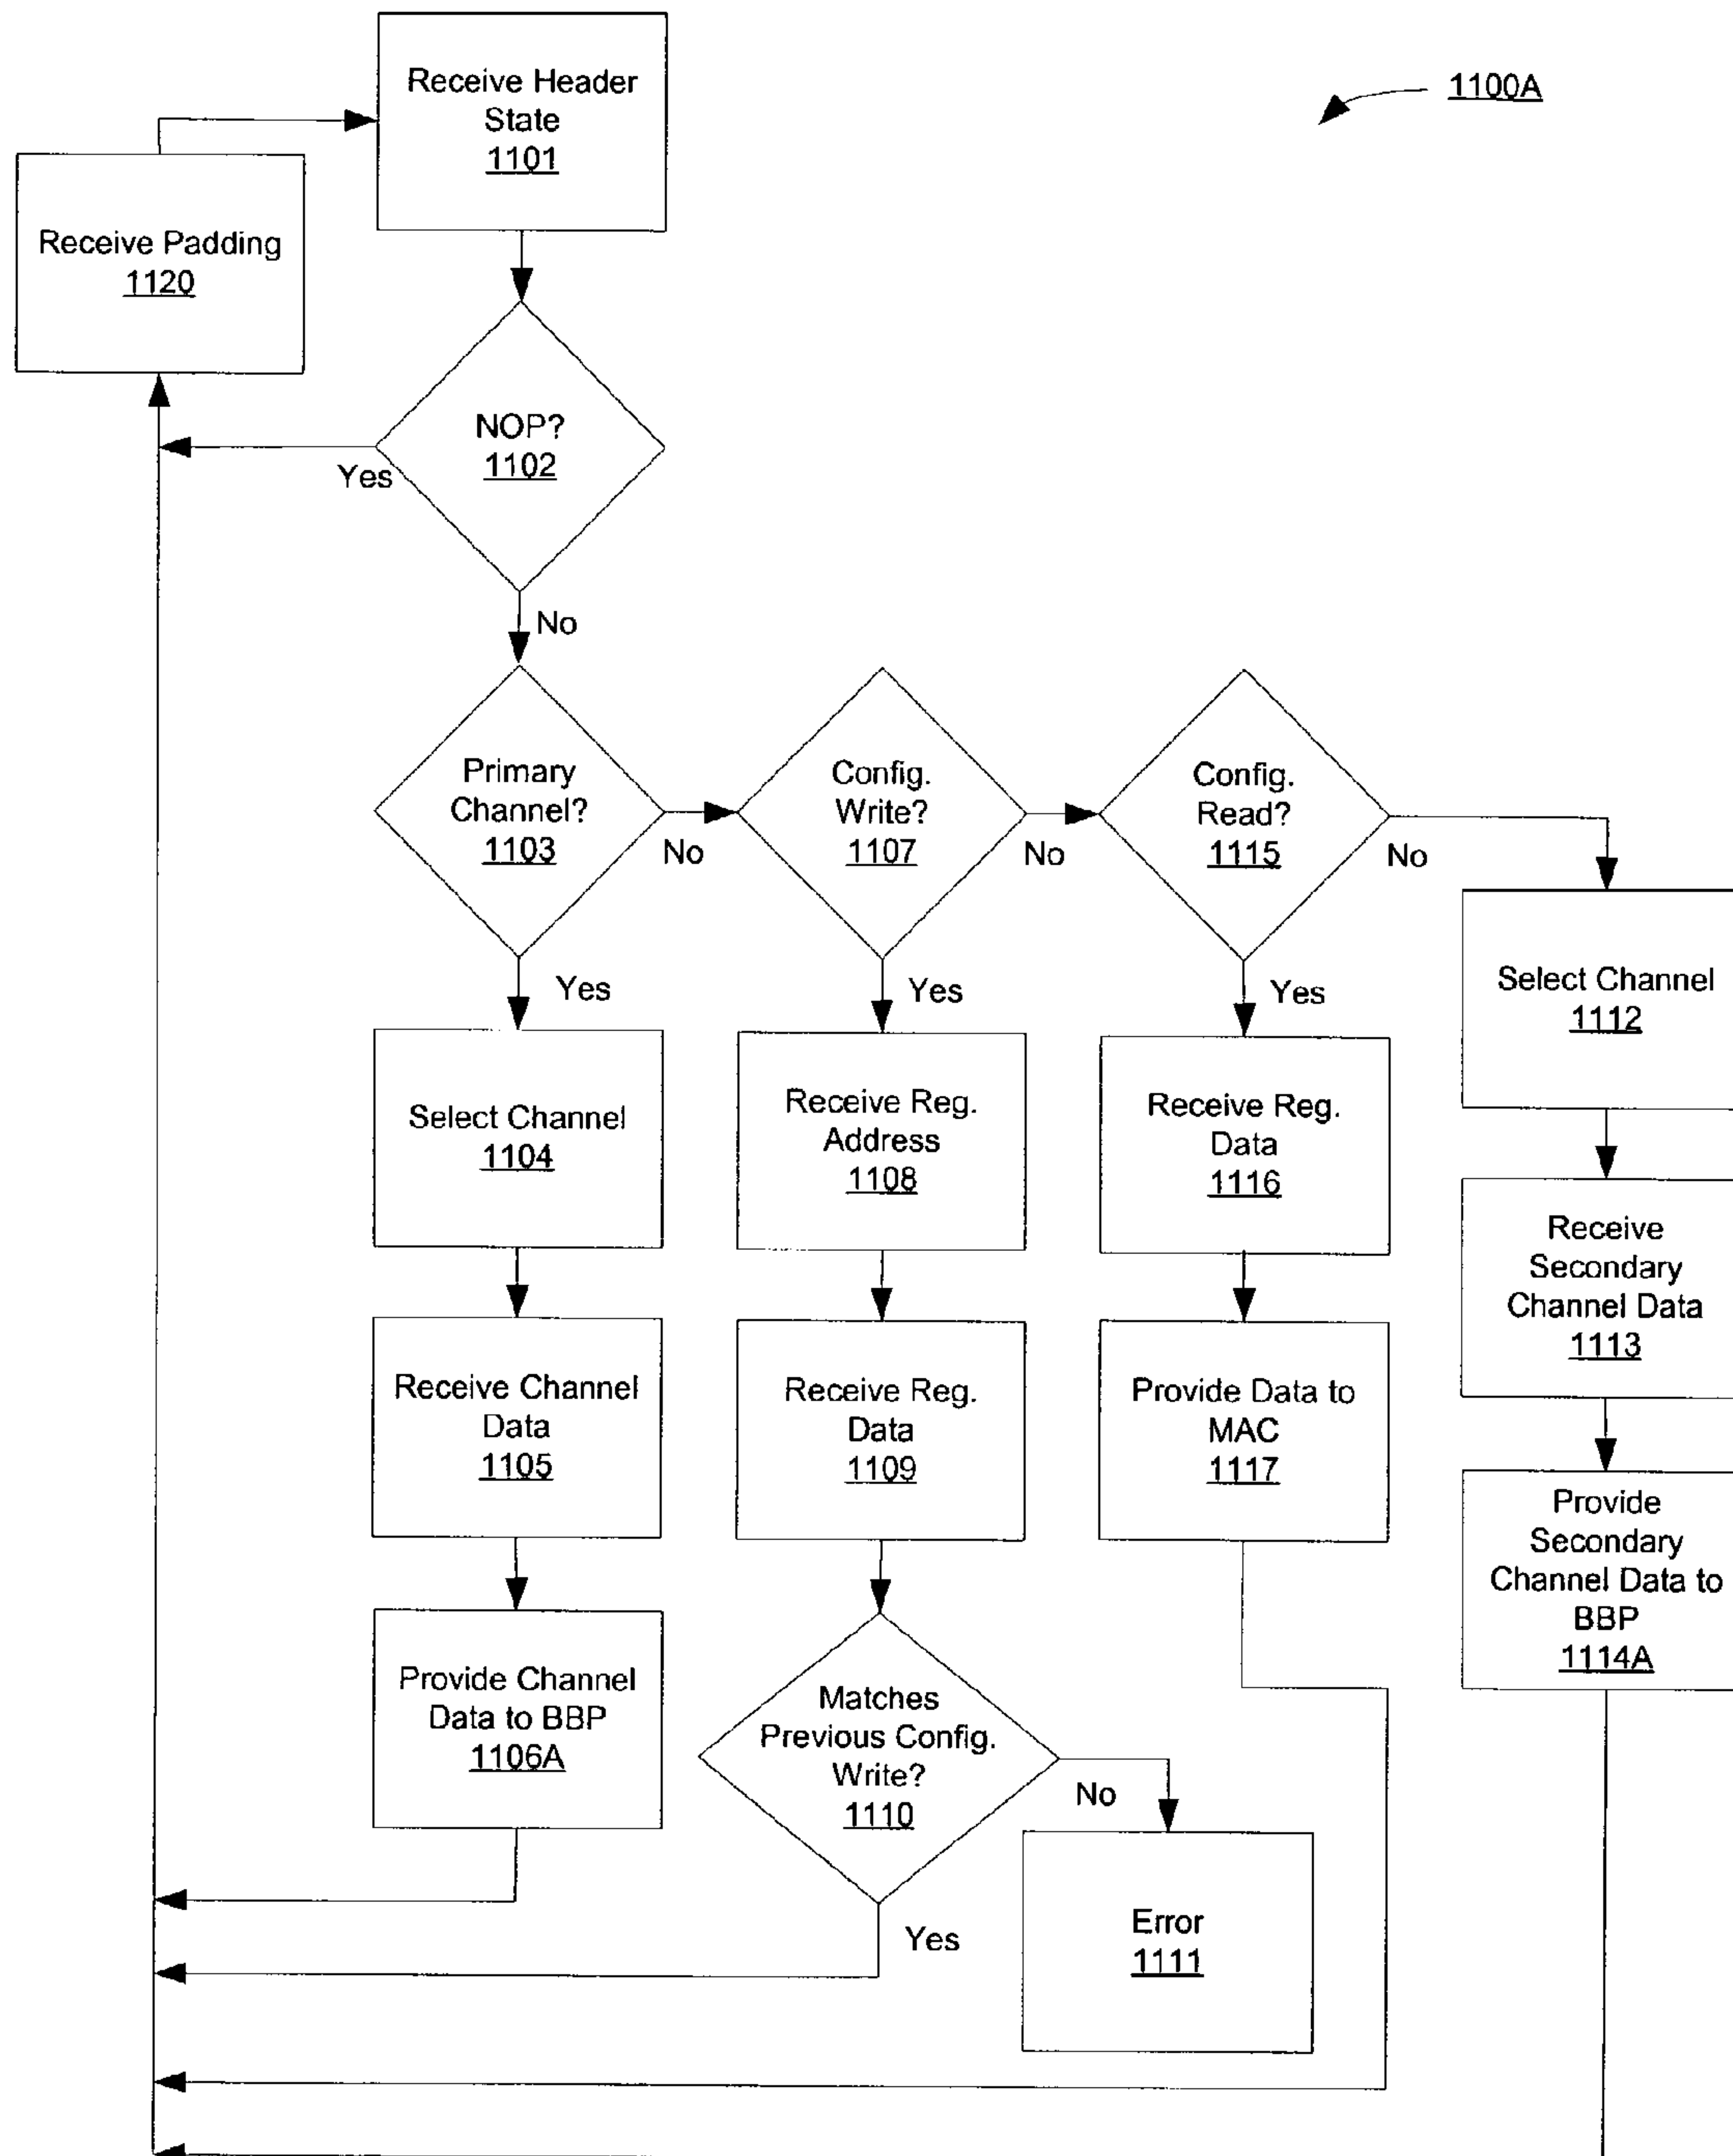 1100A
Receive Header
State
1101
Receive Padding
1120
NOP?
1102
Yes
No
Primary
Channel?
1103
No
Config.
Write?
1107
No
Config.
Read?
1115
No
Yes
Yes
Yes
Select Channel
1112
Select Channel
1104
Receive Reg.
Address
1108
Receive Reg.
Data
1116
Receive
Secondary
Channel Data
1113
Receive Channel
Data
1105
Receive Reg.
Data
1109
Provide Data to
MAC
1117
Provide
Secondary
Channel Data to
BBP
1114A
Provide Channel
Data to BBP
1106A
Matches
Previous Config.
Write?
1110
No
Yes
Error
1111